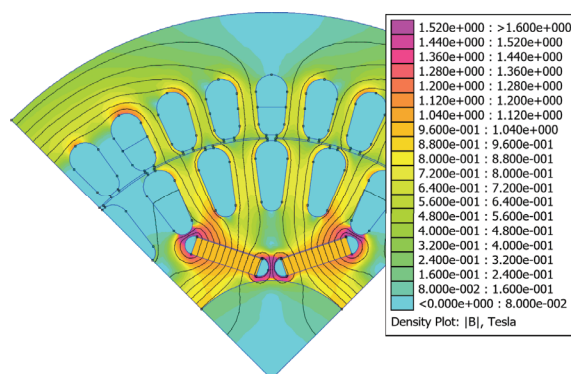 1.520e+000 : >1.600e+000
1.440e+000 : 1.520e+000
1.360e+000 : 1.440e+000
1.280e+000 : 1.360e+000
1.200e+000 : 1.280e+000
1.120e+000 : 1.200e+000
1.040e+000 : 1.120e+000
9.600e-001 : 1.040e+000
8.800e-001 : 9.600e-001
8.000e-001 : 8.800e-001
7.200e-001 : 8.000e-001
6.400e-001 : 7.200e-001
5.600e-001 : 6.400e-001
4.800e-001 : 5.600e-001
4.000e-001 : 4.800e-001
3.200e-001 : 4.000e-001
2.400e-001 : 3.200e-001
1.600e-001 : 2.400e-001
8.000e-002 : 1.600e-001
<0.000e+000 : 8.000e-002
Density Plot: |B|, Tesla